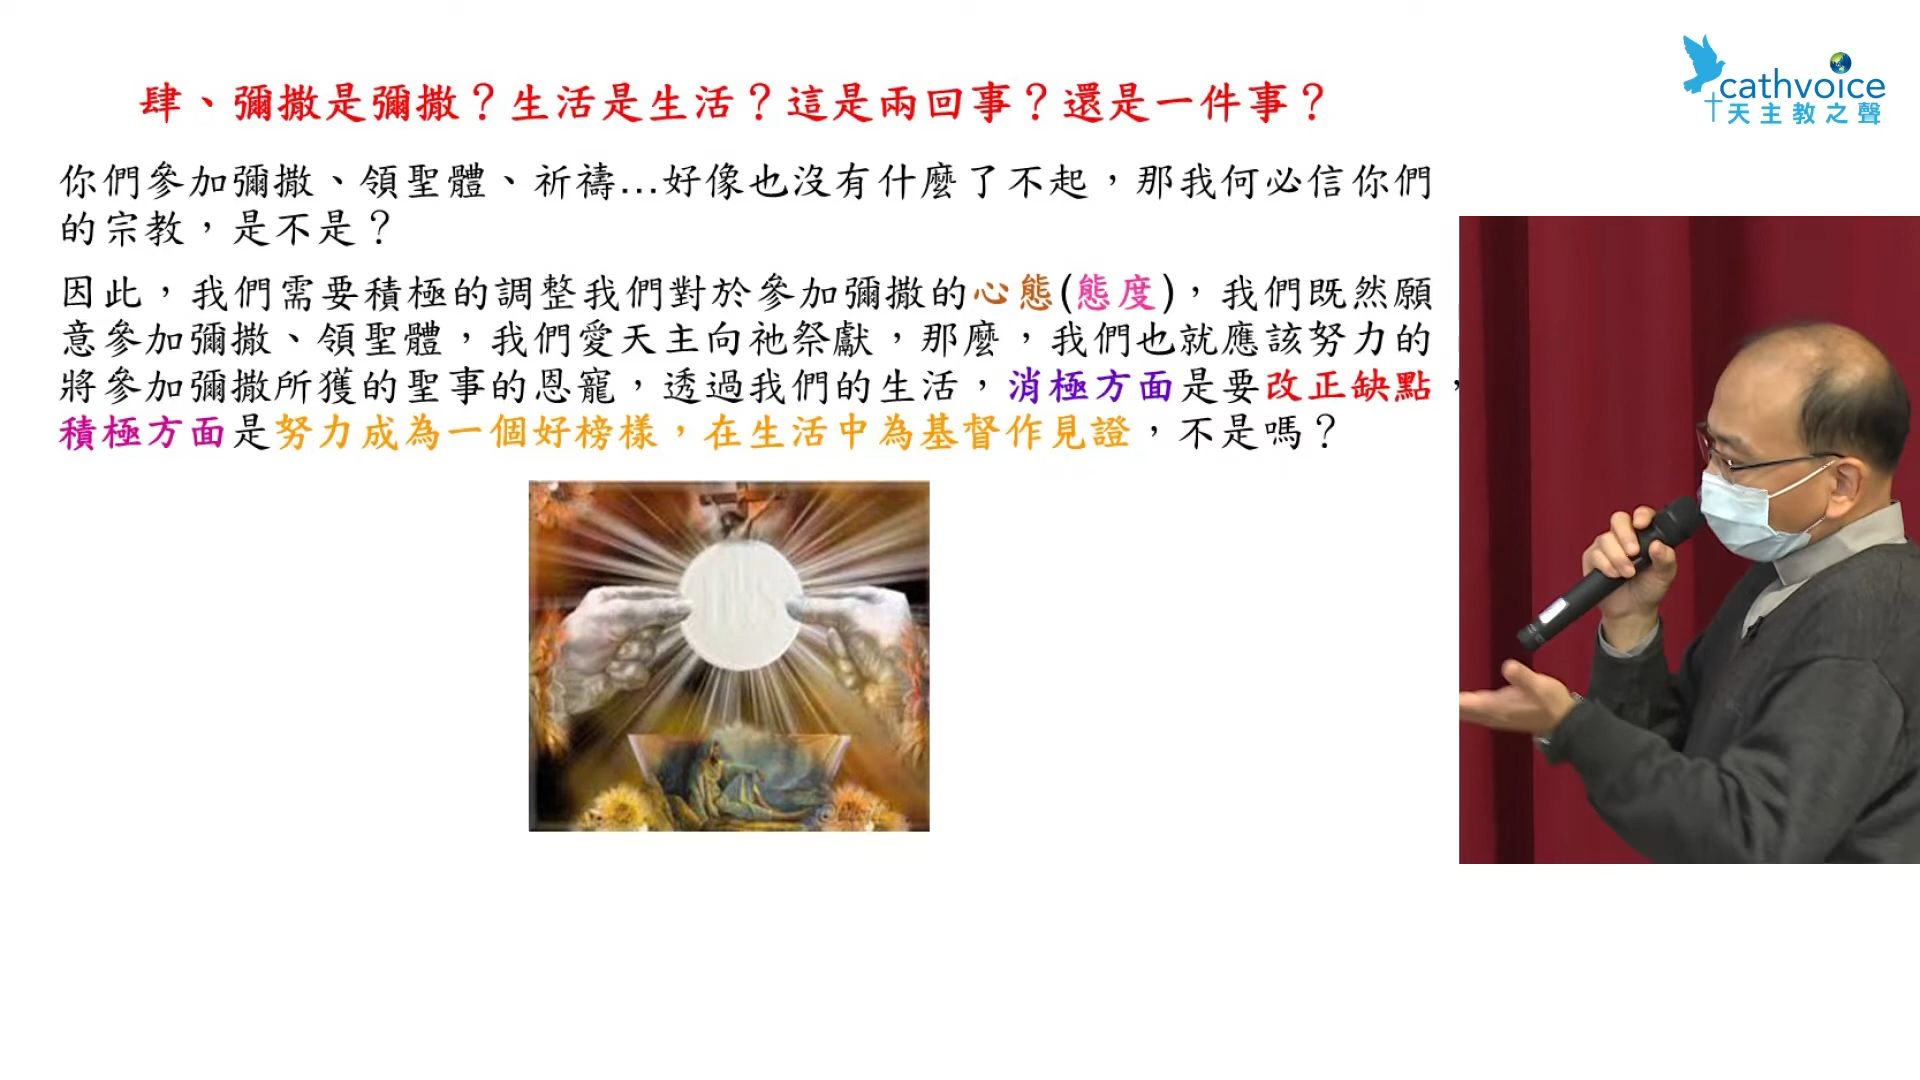 肆、彌撒是彌撒？生活是生活？這是兩回事？還是一件事？
cathvoice
天主教之聲
你們參加彌撒、領聖體、祈禱...好像也沒有什麼了不起，那我何必信你們
的宗教，是不是？
因此，我們需要積極的調整我們對於參加彌撒的心態(態度)，我們既然願
意參加彌撒、領聖體，我們愛天主向祂祭獻，那麼，我們也就應該努力的
將參加彌撒所獲的聖事的恩寵，透過我們的生活，消極方面是要改正缺點，
積極方面是努力成為一個好榜樣，在生活中為基督作見證，不是嗎？
IHS